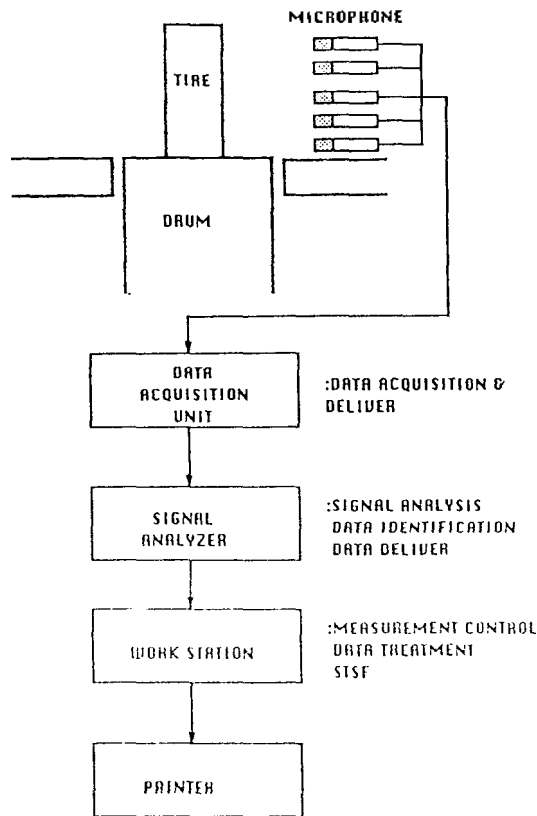 MICROPHONE
TIRE
DRUM
DATA
ACQUISITION
UNIT
:DATA ACQUISITION &
DELIVER
SIGNAL
ANALYZER
:SIGNAL ANALYSIS
DATA IDENTIFICATION
DATA DELIVER
WORK STATION
:MEASUREMENT CONTROL
DATA TREATMENT
STSF
PRINTER